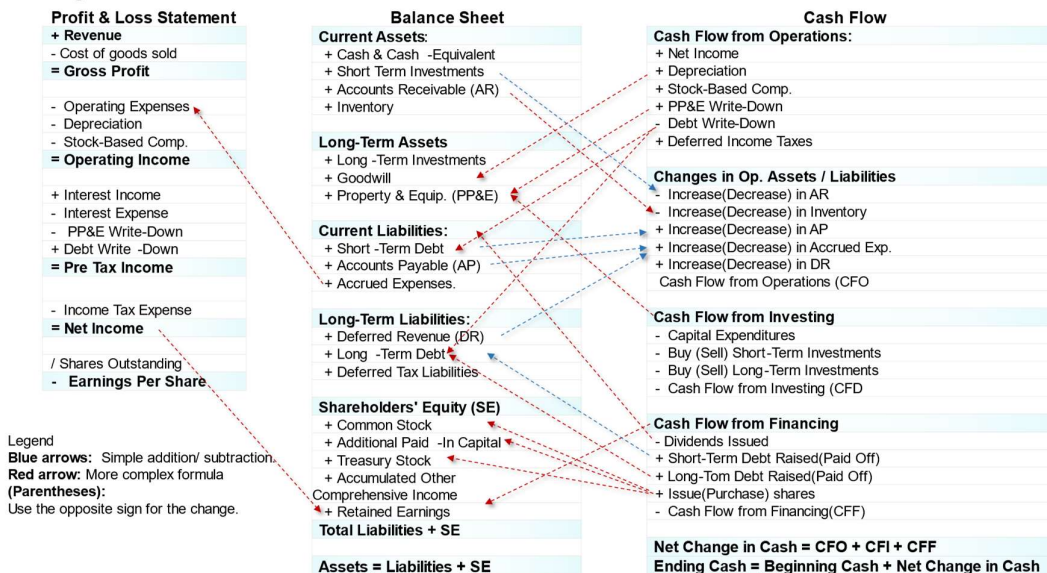 Profit & Loss Statement
+ Revenue
- Cost of goods sold
= Gross Profit
- Operating Expenses
- Depreciation
- Stock-Based Comp.
= Operating Income
+ Interest Income
- Interest Expense
- PP&E Write-Down
+ Debt Write -Down
= Pre Tax Income
- Income Tax Expense
= Net Income
/ Shares Outstanding
- Earnings Per Share
Legend
Blue arrows: Simple addition/ subtraction.
Red arrow: More complex formula
(Parentheses):
Use the opposite sign for the change.
Balance Sheet
Current Assets:
+ Cash & Cash -Equivalent
+ Short Term Investments
+ Accounts Receivable (AR)
+ Inventory
Long-Term Assets
+ Long -Term Investments
+ Goodwill
+ Property & Equip. (PP&E)
Current Liabilities:
+ Short -Term Debt
+ Accounts Payable (AP)
+ Accrued Expenses.
Long-Term Liabilities:
+ Deferred Revenue (DR)
+ Long -Term Debt
+ Deferred Tax Liabilities
Shareholders' Equity (SE)
+ Common Stock
+ Additional Paid -In Capital
+ Treasury Stock
+ Accumulated Other
Comprehensive Income
+ Retained Earnings
Total Liabilities + SE
Assets = Liabilities + SE
Cash Flow
Cash Flow from Operations:
+ Net Income
+ Depreciation
+ Stock-Based Comp.
+ PP&E Write-Down
- Debt Write-Down
+ Deferred Income Taxes
Changes in Op. Assets / Liabilities
- Increase(Decrease) in AR
- Increase(Decrease) in Inventory
+ Increase(Decrease) in AP
+ Increase(Decrease) in Accrued Exp.
+ Increase(Decrease) in DR
Cash Flow from Operations (CFO
Cash Flow from Investing
- Capital Expenditures
- Buy (Sell) Short-Term Investments
- Buy (Sell) Long-Term Investments
- Cash Flow from Investing (CFD
Cash Flow from Financing
- Dividends Issued
+ Short-Term Debt Raised(Paid Off)
+ Long-Tom Debt Raised(Paid Off)
+ Issue(Purchase) shares
- Cash Flow from Financing(CFF)
Net Change in Cash = CFO + CFI + CFF
Ending Cash = Beginning Cash + Net Change in Cash